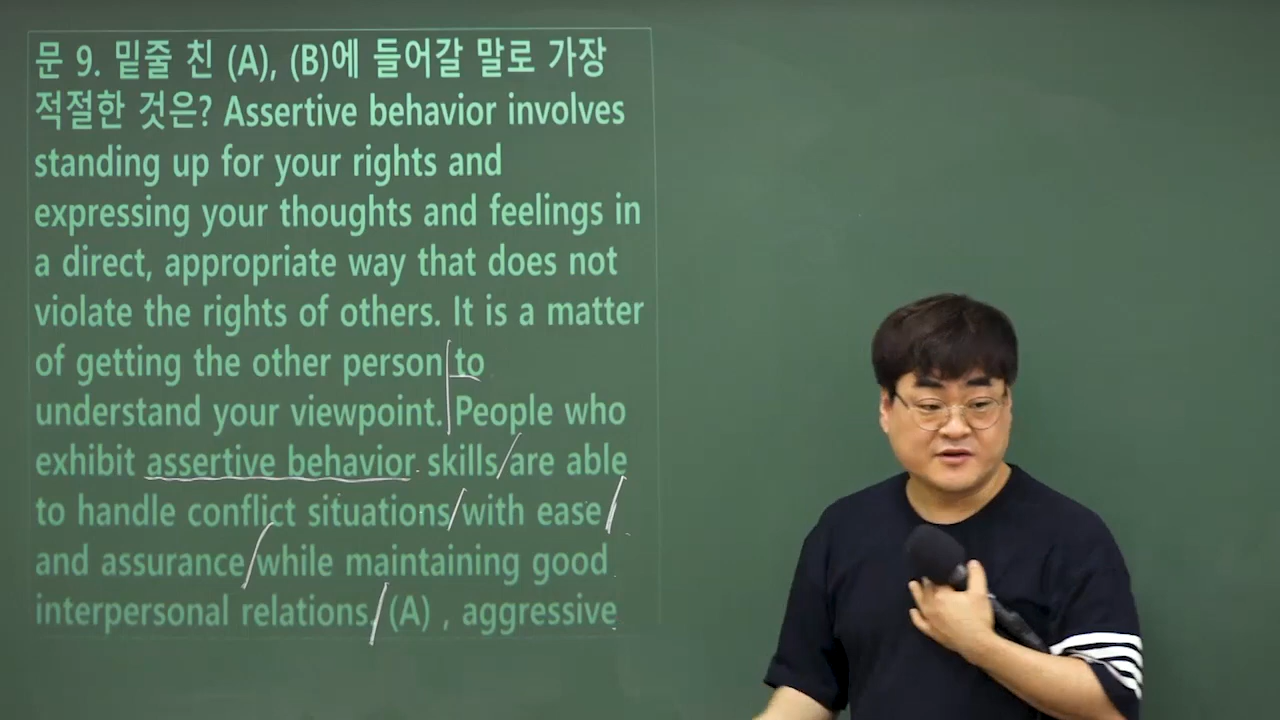 문 9. 밑줄 친 (A), (B)에 들어갈 말로 가장
적절한 것은? Assertive behavior involves
standing up for your rights and
expressing your thoughts and feelings in
a direct, appropriate way that does not
violate the rights of others. It is a matter
of getting the other person to
understand your viewpoint. People who
exhibit assertive behavior skills are able
to handle conflict situations with ease
and assurance while maintaining good
interpersonal relations. (A) , aggressive